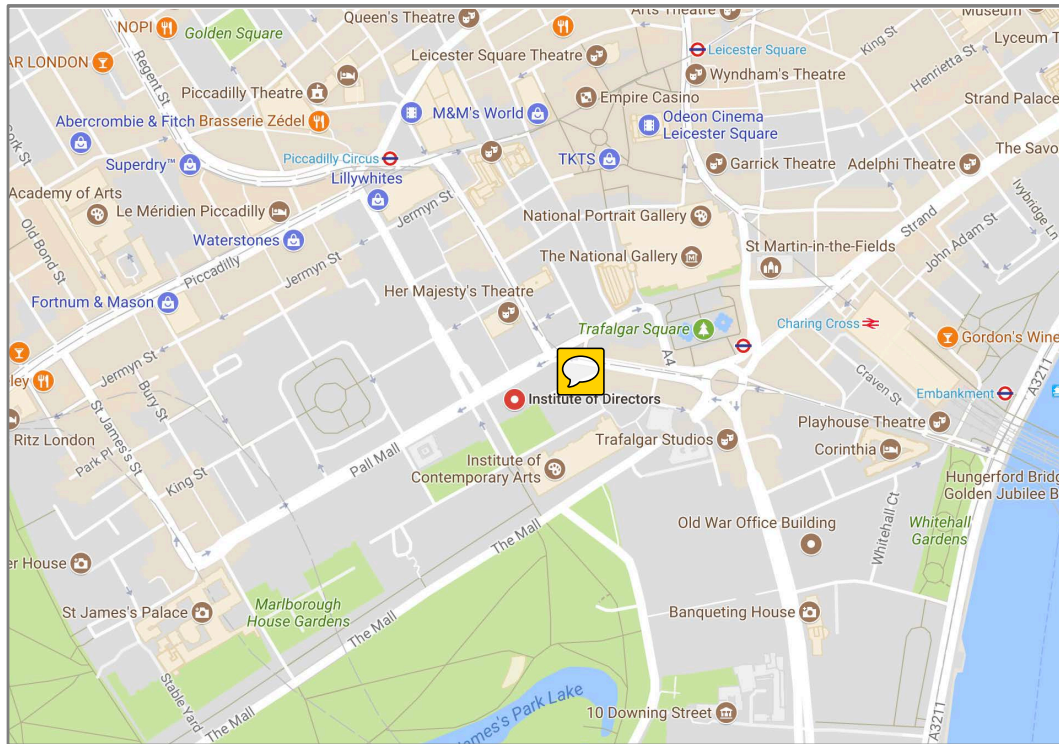 Queen's Theatre
Arts Theatre
Museum
NOPI
Golden Square
King St
Lyceum T
AR LONDON
Regent St
Leicester Square Theatre
Leicester Square
Henrietta St
Wyndham's Theatre
Piccadilly Theatre
Empire Casino
Strand Palace
Abercrombie & Fitch
Brasserie Zédel
M&M's World
Odeon Cinema
Leicester Square
Cork St
Superdry™
Piccadilly Circus
TKTS
Garrick Theatre
Adelphi Theatre
The Savo
Lillywhites
Academy of Arts
Le Méridien Piccadilly
Jermyn St
National Portrait Gallery
Strand
Ivybridge Ln
Old Bond St
Waterstones
Piccadilly
Jermyn St
The National Gallery
St Martin-in-the-Fields
John Adam St
Fortnum & Mason
Her Majesty's Theatre
Trafalgar Square
Charing Cross
Gordon's Wine
A4
Jermyn St
ley
Institute of Directors
Craven St
Embankment
A3211
Bury St
Ritz London
Park Pl
St James's St
Playhouse Theatre
Trafalgar Studios
Corinthia
King St
Pall Mall
Institute of
Contemporary Arts
Hungerford Bridg
Golden Jubilee B
Old War Office Building
Whitehall Ct
Whitehall
Gardens
The Mall
er House
St James's Palace
Marlborough
House Gardens
The Mall
Banqueting House
Stable Yard
The Mall
James's Park Lake
10 Downing Street
A3211